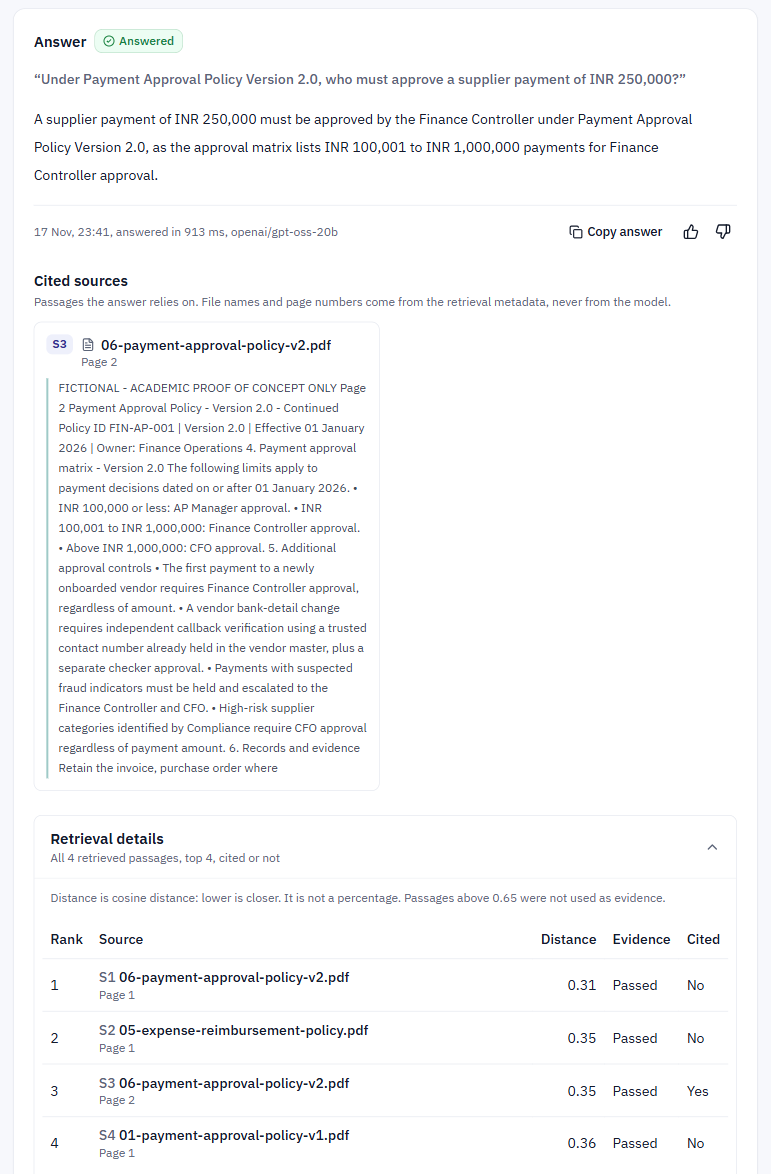 Answer Answered
“Under Payment Approval Policy Version 2.0, who must approve a supplier payment of INR 250,000?”
A supplier payment of INR 250,000 must be approved by the Finance Controller under Payment Approval
Policy Version 2.0, as the approval matrix lists INR 100,001 to INR 1,000,000 payments for Finance
Controller approval.
17 Nov, 23:41, answered in 913 ms, openai/gpt-oss-20b Copy answer
Cited sources
Passages the answer relies on. File names and page numbers come from the retrieval metadata, never from the model.
S3 06-payment-approval-policy-v2.pdf
Page 2
FICTIONAL - ACADEMIC PROOF OF CONCEPT ONLY Page
2 Payment Approval Policy - Version 2.0 - Continued
Policy ID FIN-AP-001 | Version 2.0 | Effective 01 January
2026 | Owner: Finance Operations 4. Payment approval
matrix - Version 2.0 The following limits apply to
payment decisions dated on or after 01 January 2026. •
INR 100,000 or less: AP Manager approval. • INR
100,001 to INR 1,000,000: Finance Controller approval.
• Above INR 1,000,000: CFO approval. 5. Additional
approval controls • The first payment to a newly
onboarded vendor requires Finance Controller approval,
regardless of amount. • A vendor bank-detail change
requires independent callback verification using a trusted
contact number already held in the vendor master, plus a
separate checker approval. • Payments with suspected
fraud indicators must be held and escalated to the
Finance Controller and CFO. • High-risk supplier
categories identified by Compliance require CFO approval
regardless of payment amount. 6. Records and evidence
Retain the invoice, purchase order where
Retrieval details
All 4 retrieved passages, top 4, cited or not
Distance is cosine distance: lower is closer. It is not a percentage. Passages above 0.65 were not used as evidence.
Rank Source Distance Evidence Cited
1 S1 06-payment-approval-policy-v2.pdf 0.31 Passed No
Page 1
2 S2 05-expense-reimbursement-policy.pdf 0.35 Passed No
Page 1
3 S3 06-payment-approval-policy-v2.pdf 0.35 Passed Yes
Page 2
4 S4 01-payment-approval-policy-v1.pdf 0.36 Passed No
Page 1